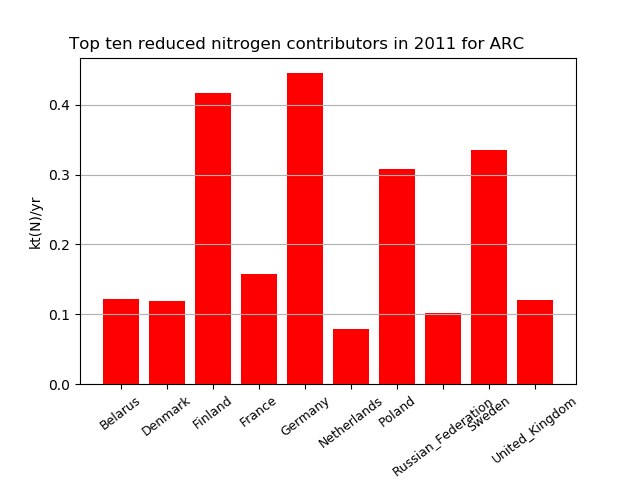 Top ten reduced nitrogen contributors in 2011 for ARC
kt(N)/yr
0.4
0.3
0.2
0.1
0.0
Belarus
Denmark
Finland
France
Germany
Netherlands
Poland
Russian_Federation
Sweden
United_Kingdom